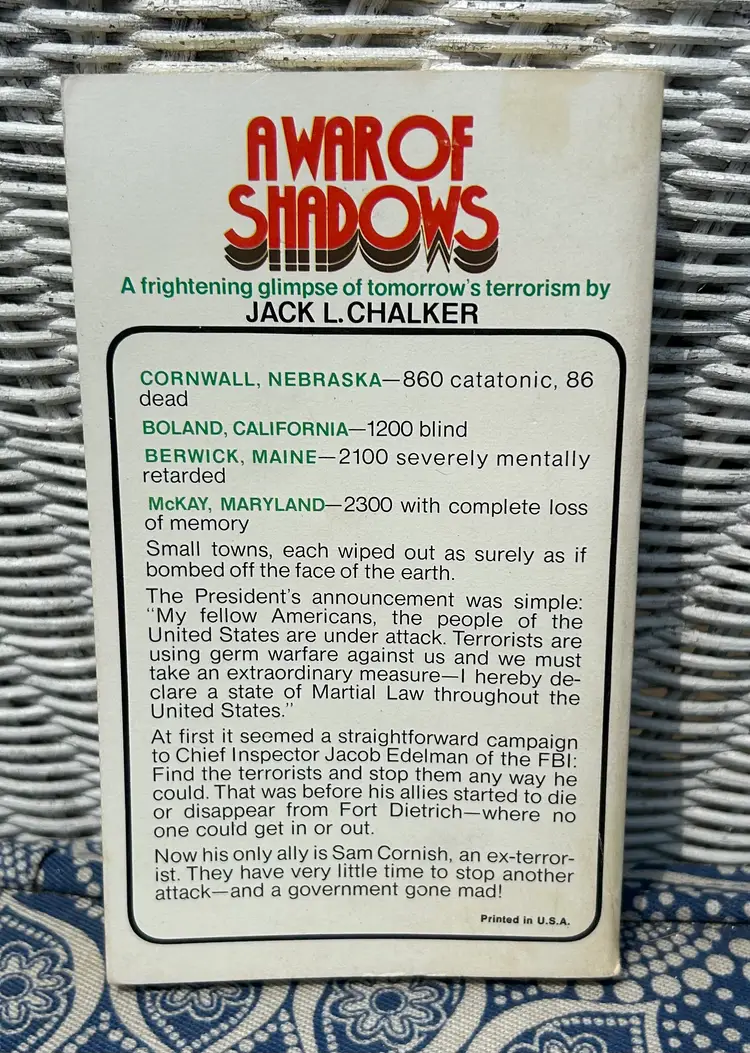 A WAR OF
SHADOWS
A frightening glimpse of tomorrow's terrorism by
JACK L. CHALKER
CORNWALL, NEBRASKA—860 catatonic, 86
dead
BOLAND, CALIFORNIA—1200 blind
BERWICK, MAINE—2100 severely mentally
retarded
McKAY, MARYLAND—2300 with complete loss
of memory
Small towns, each wiped out as surely as if
bombed off the face of the earth.
The President's announcement was simple:
"My fellow Americans, the people of the
United States are under attack. Terrorists are
using germ warfare against us and we must
take an extraordinary measure—I hereby de-
clare a state of Martial Law throughout the
United States."
At first it seemed a straightforward campaign
to Chief Inspector Jacob Edelman of the FBI:
Find the terrorists and stop them any way he
could. That was before his allies started to die
or disappear from Fort Dietrich—where no
one could get in or out.
Now his only ally is Sam Cornish, an ex-terror-
ist. They have very little time to stop another
attack—and a government gone mad!
Printed in U.S.A.